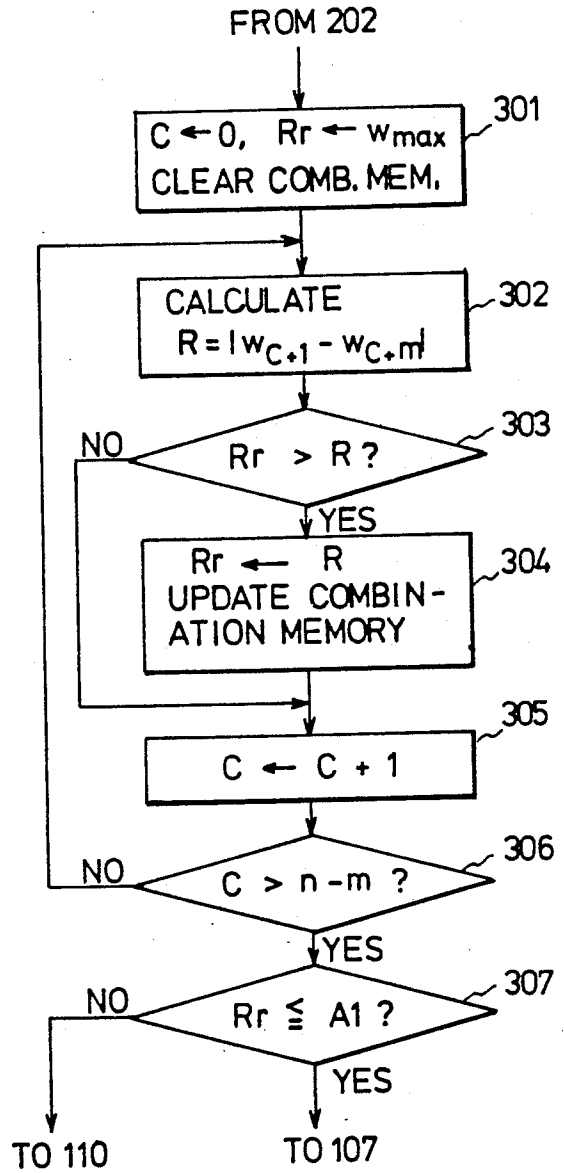 FROM 202
301
C ← 0, Rr ← wmax
CLEAR COMB. MEM.
302
CALCULATE
R = |wC+1 - wC+m|
303
NO
Rr > R ?
YES
304
Rr ← R
UPDATE COMBIN-
ATION MEMORY
305
C ← C + 1
306
NO
C > n-m ?
YES
307
NO
Rr ≦ A1 ?
YES
TO 110
TO 107